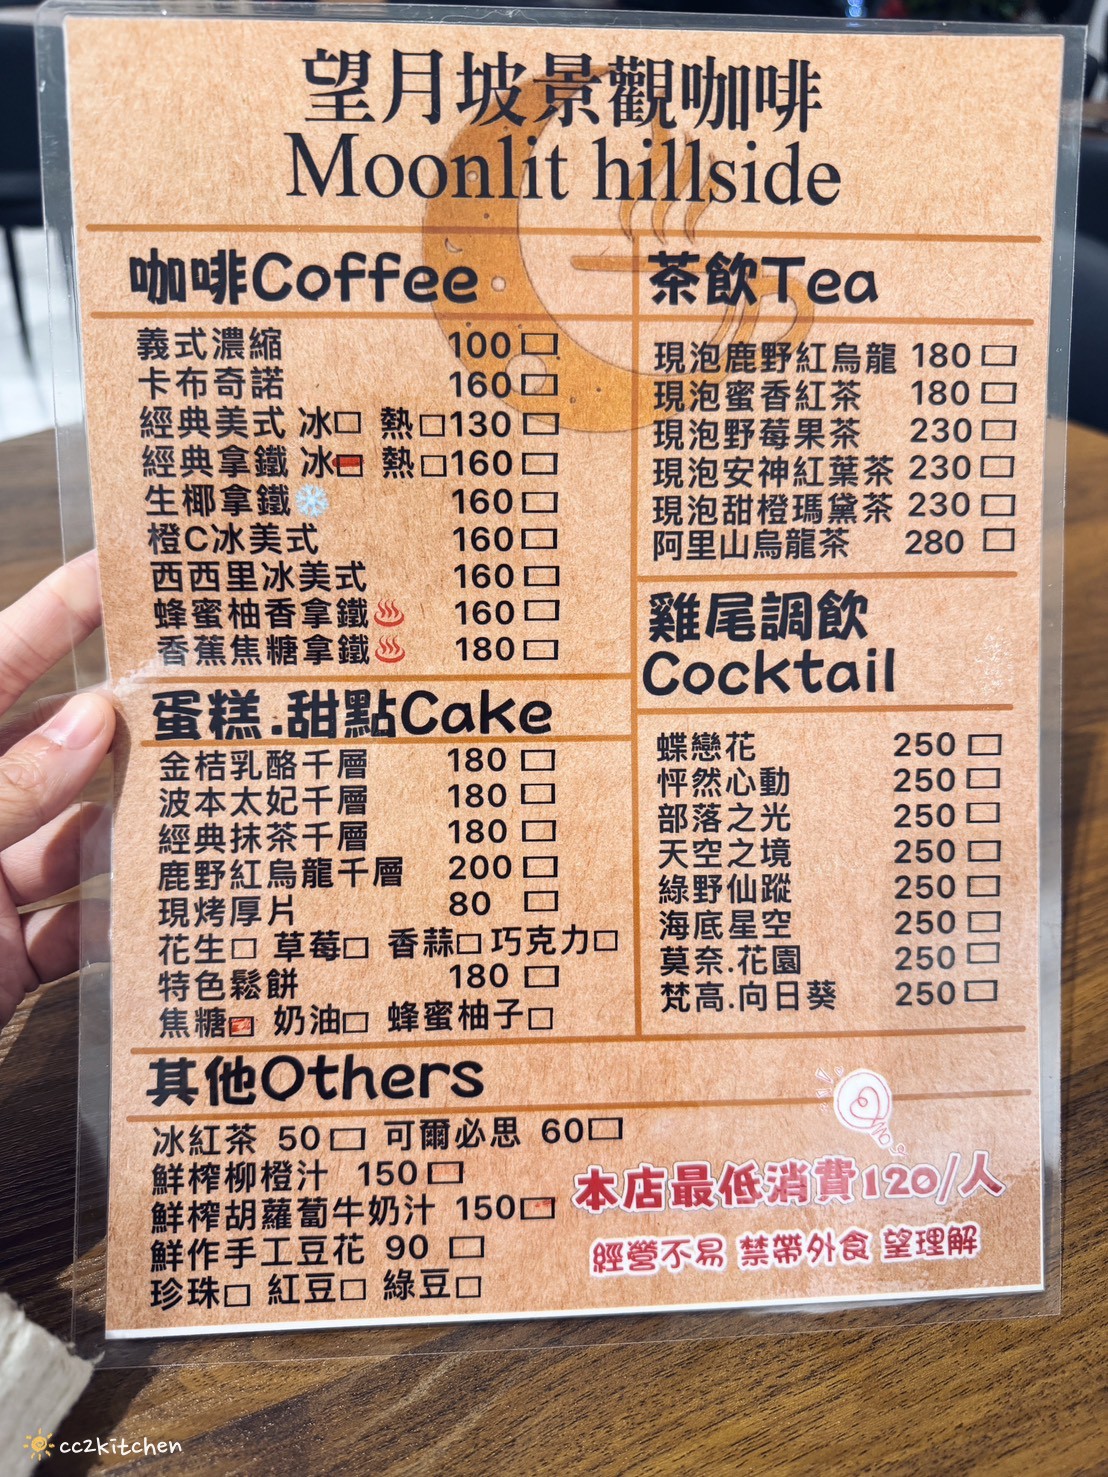 望月坡景觀咖啡
Moonlit hillside
咖啡Coffee
義式濃縮 100
卡布奇諾 160
經典美式 冰 熱 130
經典拿鐵 冰 熱 160
生椰拿鐵 160
橙C冰美式 160
西西里冰美式 160
蜂蜜柚香拿鐵 160
香蕉焦糖拿鐵 180
蛋糕.甜點Cake
金桔乳酪千層 180
波本太妃千層 180
經典抹茶千層 180
鹿野紅烏龍千層 200
現烤厚片 80
花生 草莓 香蒜 巧克力
特色鬆餅 180
焦糖 奶油 蜂蜜柚子
茶飲Tea
現泡鹿野紅烏龍 180
現泡蜜香紅茶 180
現泡野莓果茶 230
現泡安神紅葉茶 230
現泡甜橙瑪黛茶 230
阿里山烏龍茶 280
雞尾調飲
Cocktail
蝶戀花 250
怦然心動 250
部落之光 250
天空之境 250
綠野仙蹤 250
海底星空 250
莫奈.花園 250
梵高.向日葵 250
其他Others
冰紅茶 50 可爾必思 60
鮮榨柳橙汁 150
鮮榨胡蘿蔔牛奶汁 150
鮮作手工豆花 90
珍珠 紅豆 綠豆
本店最低消費120/人
經營不易 禁帶外食 望理解
cc2kitchen